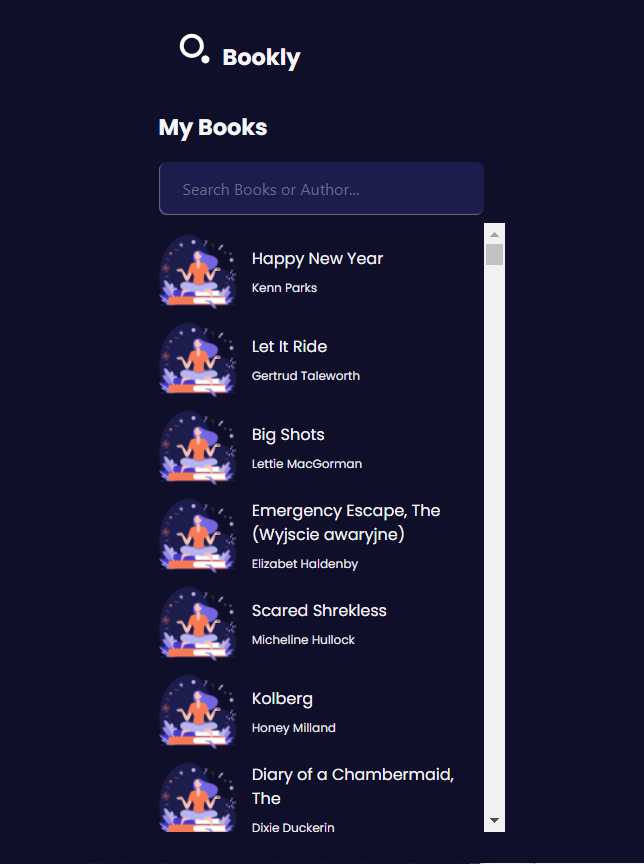 Bookly
My Books
Search Books or Author...
Happy New Year
Kenn Parks
Let It Ride
Gertrud Taleworth
Big Shots
Lettie MacGorman
Emergency Escape, The
(Wyjscie awaryjne)
Elizabet Haldenby
Scared Shrekless
Micheline Hullock
Kolberg
Honey Milland
Diary of a Chambermaid,
The
Dixie Duckerin